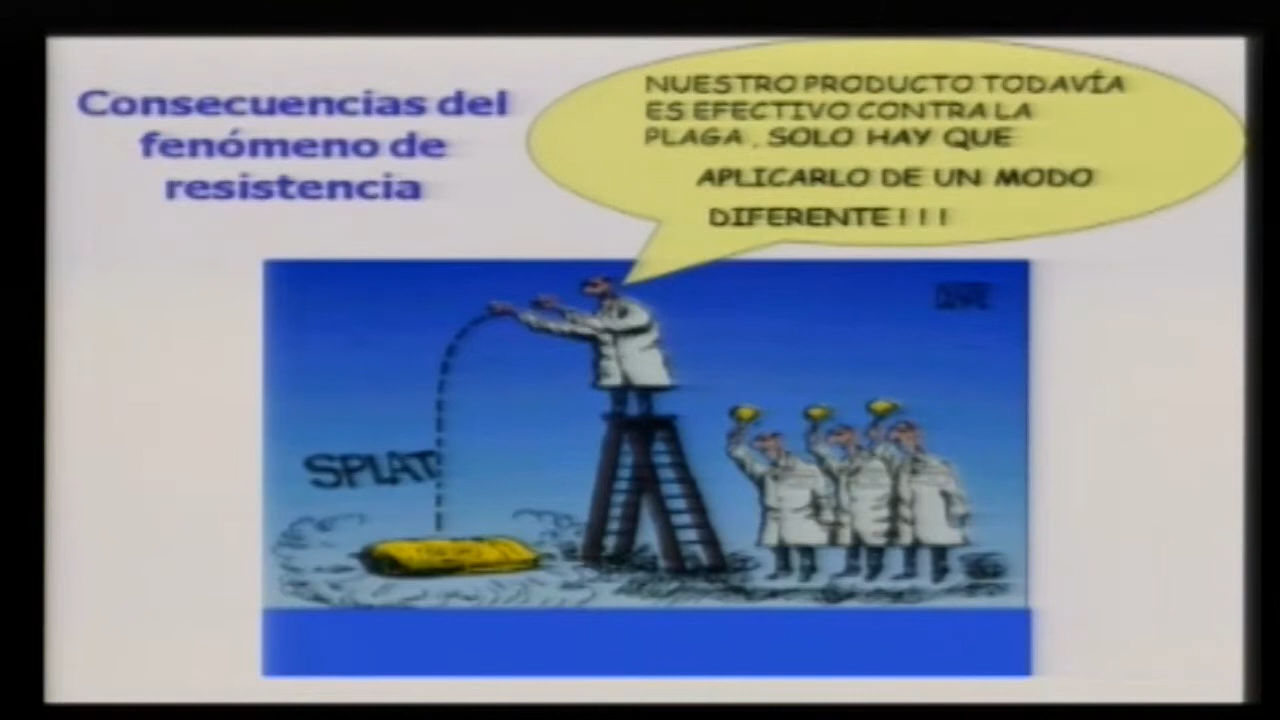 Consecuencias del
fenómeno de
resistencia
NUESTRO PRODUCTO TODAVÍA
ES EFECTIVO CONTRA LA
PLAGA , SOLO HAY QUE
APLICARLO DE UN MODO
DIFERENTE ! ! !
SPLAT